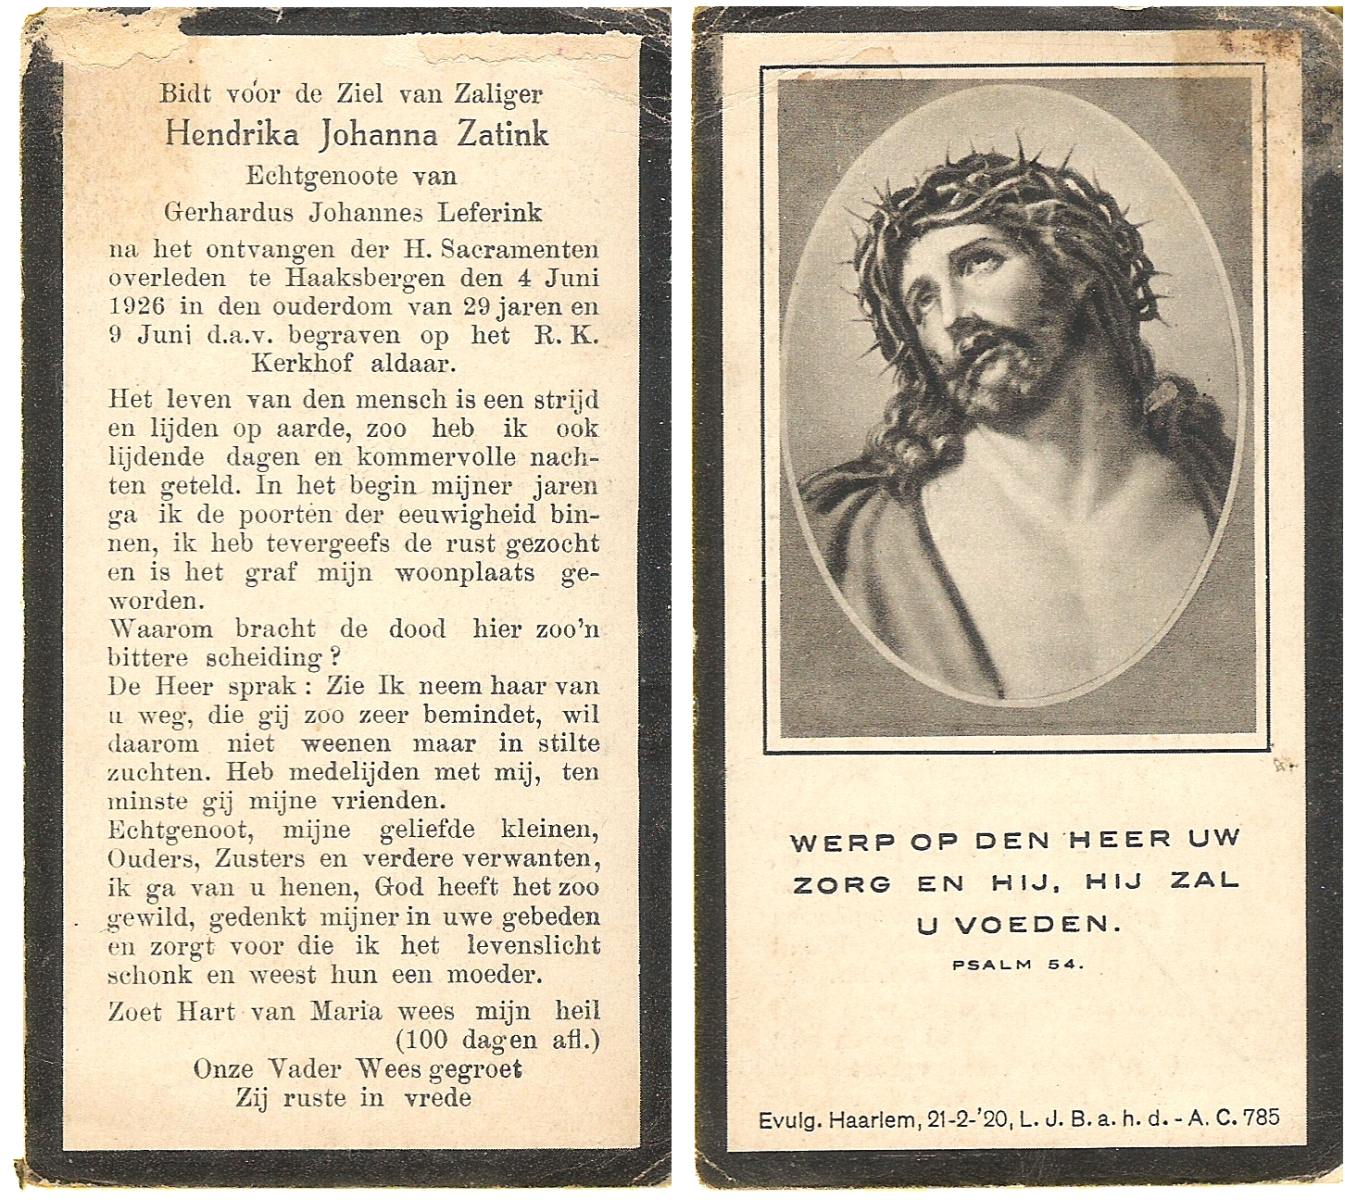 Bidt voor de Ziel van Zaliger
Hendrika Johanna Zatink
Echtgenoote van
Gerhardus Johannes Leferink
na het ontvangen der H. Sacramenten
overleden te Haaksbergen den 4 Juni
1926 in den ouderdom van 29 jaren en
9 Juni d.a.v. begraven op het R. K.
Kerkhof aldaar.
Het leven van den mensch is een strijd
en lijden op aarde, zoo heb ik ook
lijdende dagen en kommervolle nach-
ten geteld. In het begin mijner jaren
ga ik de poorten der eeuwigheid bin-
nen, ik heb tevergeefs de rust gezocht
en is het graf mijn woonplaats ge-
worden.
Waarom bracht de dood hier zoo'n
bittere scheiding?
De Heer sprak: Zie Ik neem haar van
u weg, die gij zoo zeer bemindet, wil
daarom niet weenen maar in stilte
zuchten. Heb medelijden met mij, ten
minste gij mijne vrienden.
Echtgenoot, mijne geliefde kleinen,
Ouders, Zusters en verdere verwanten,
ik ga van u henen, God heeft het zoo
gewild, gedenkt mijner in uwe gebeden
en zorgt voor die ik het levenslicht
schonk en weest hun een moeder.
Zoet Hart van Maria wees mijn heil
(100 dagen afl.)
Onze Vader Wees gegroet
Zij ruste in vrede
WERP OP DEN HEER UW
ZORG EN HIJ, HIJ ZAL
U VOEDEN.
PSALM 54.
Evulg. Haarlem, 21-2-'20, L. J. B. a. h. d. - A. C. 785